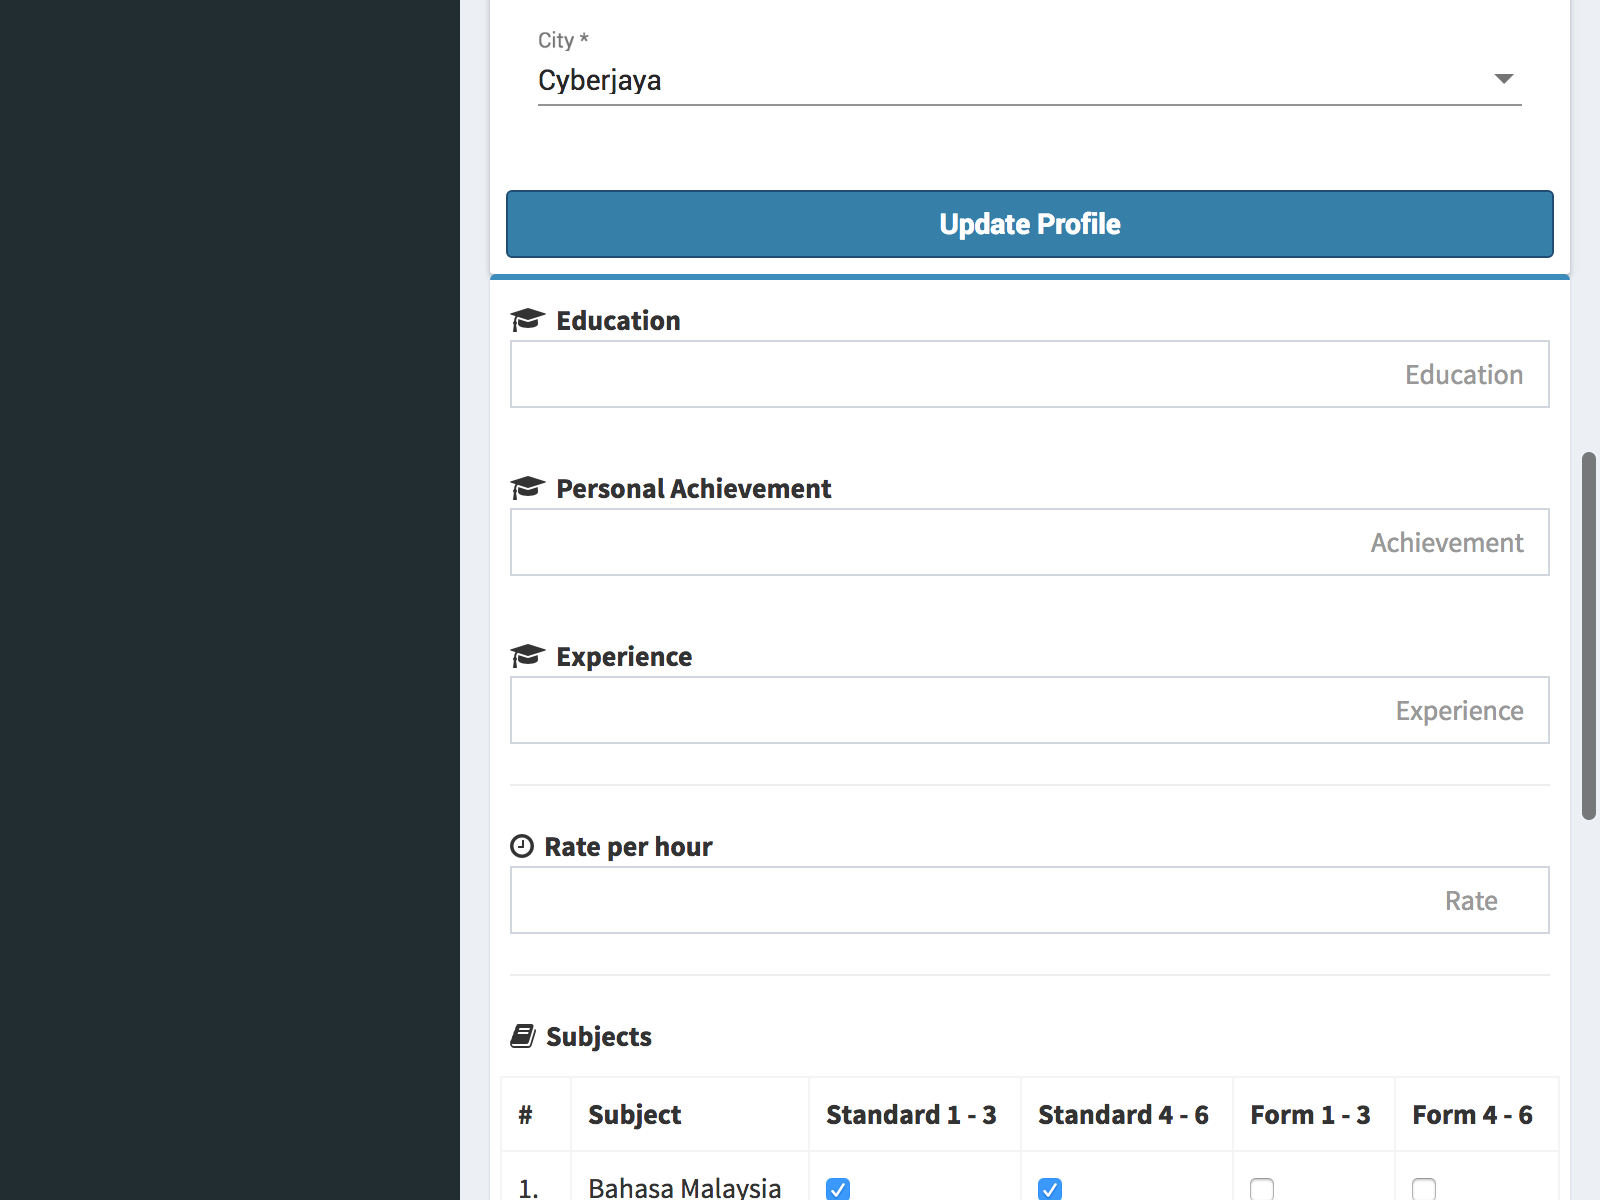 City *
Cyberjaya
Update Profile
Education
Education
Personal Achievement
Achievement
Experience
Experience
Rate per hour
Rate
Subjects
# Subject Standard 1 - 3 Standard 4 - 6 Form 1 - 3 Form 4 - 6
1. Bahasa Malaysia